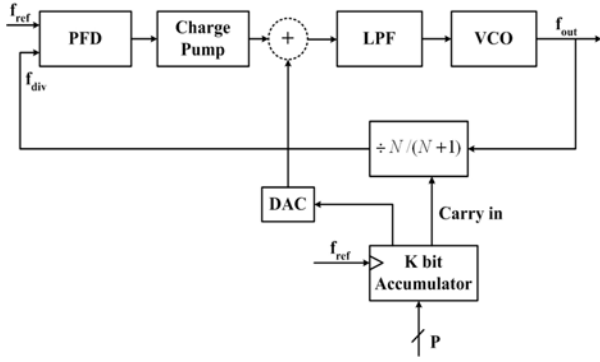 f_ref
PFD
Charge
Pump
+
LPF
VCO
f_out
f_div
÷ N/(N+1)
DAC
Carry in
f_ref
K bit
Accumulator
P